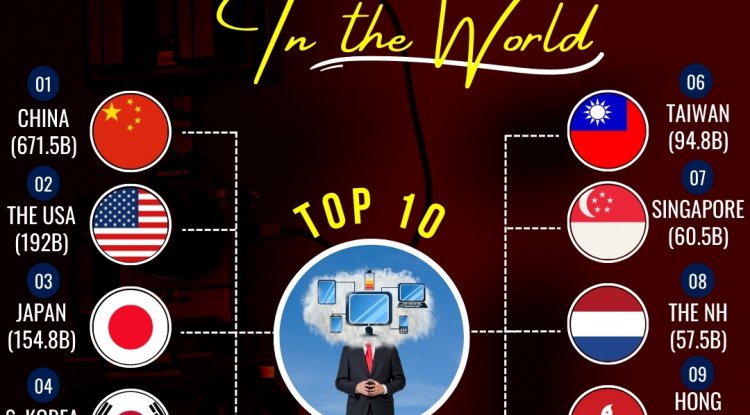 In the World
01
CHINA
(671.5B)
02
THE USA
(192B)
03
JAPAN
(154.8B)
04
S. KOREA
TOP 10
06
TAIWAN
(94.8B)
07
SINGAPORE
(60.5B)
08
THE NH
(57.5B)
09
HONG
SONY